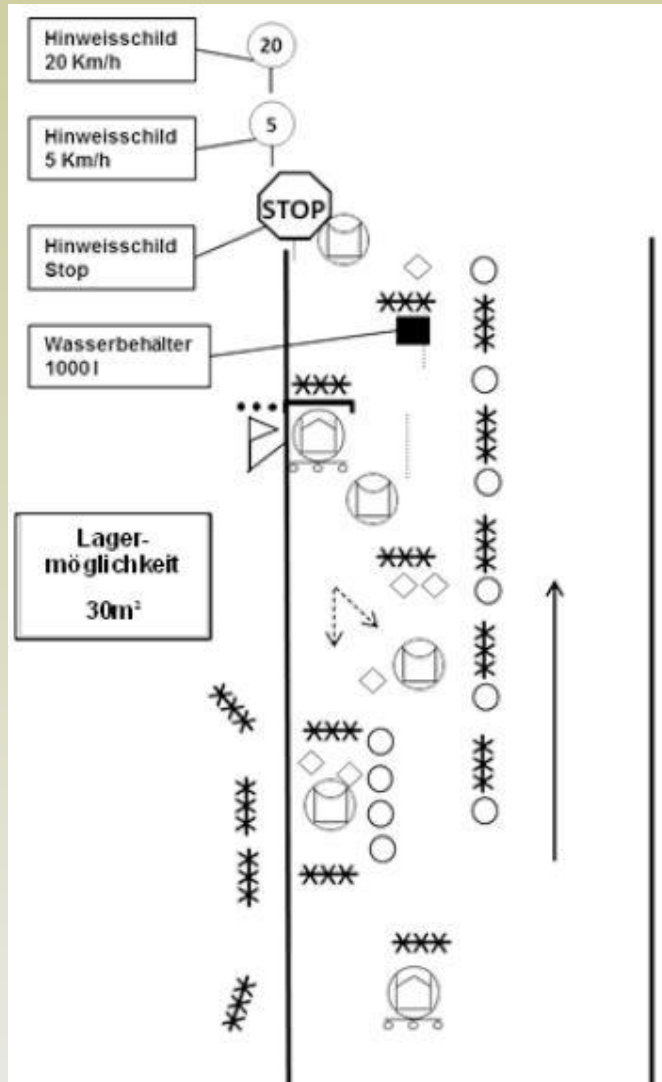 Hinweisschild
20 Km/h
20
Hinweisschild
5 Km/h
5
STOP
Hinweisschild
Stop
Wasserbehälter
1000 l
Lager-
möglichkeit
30m²